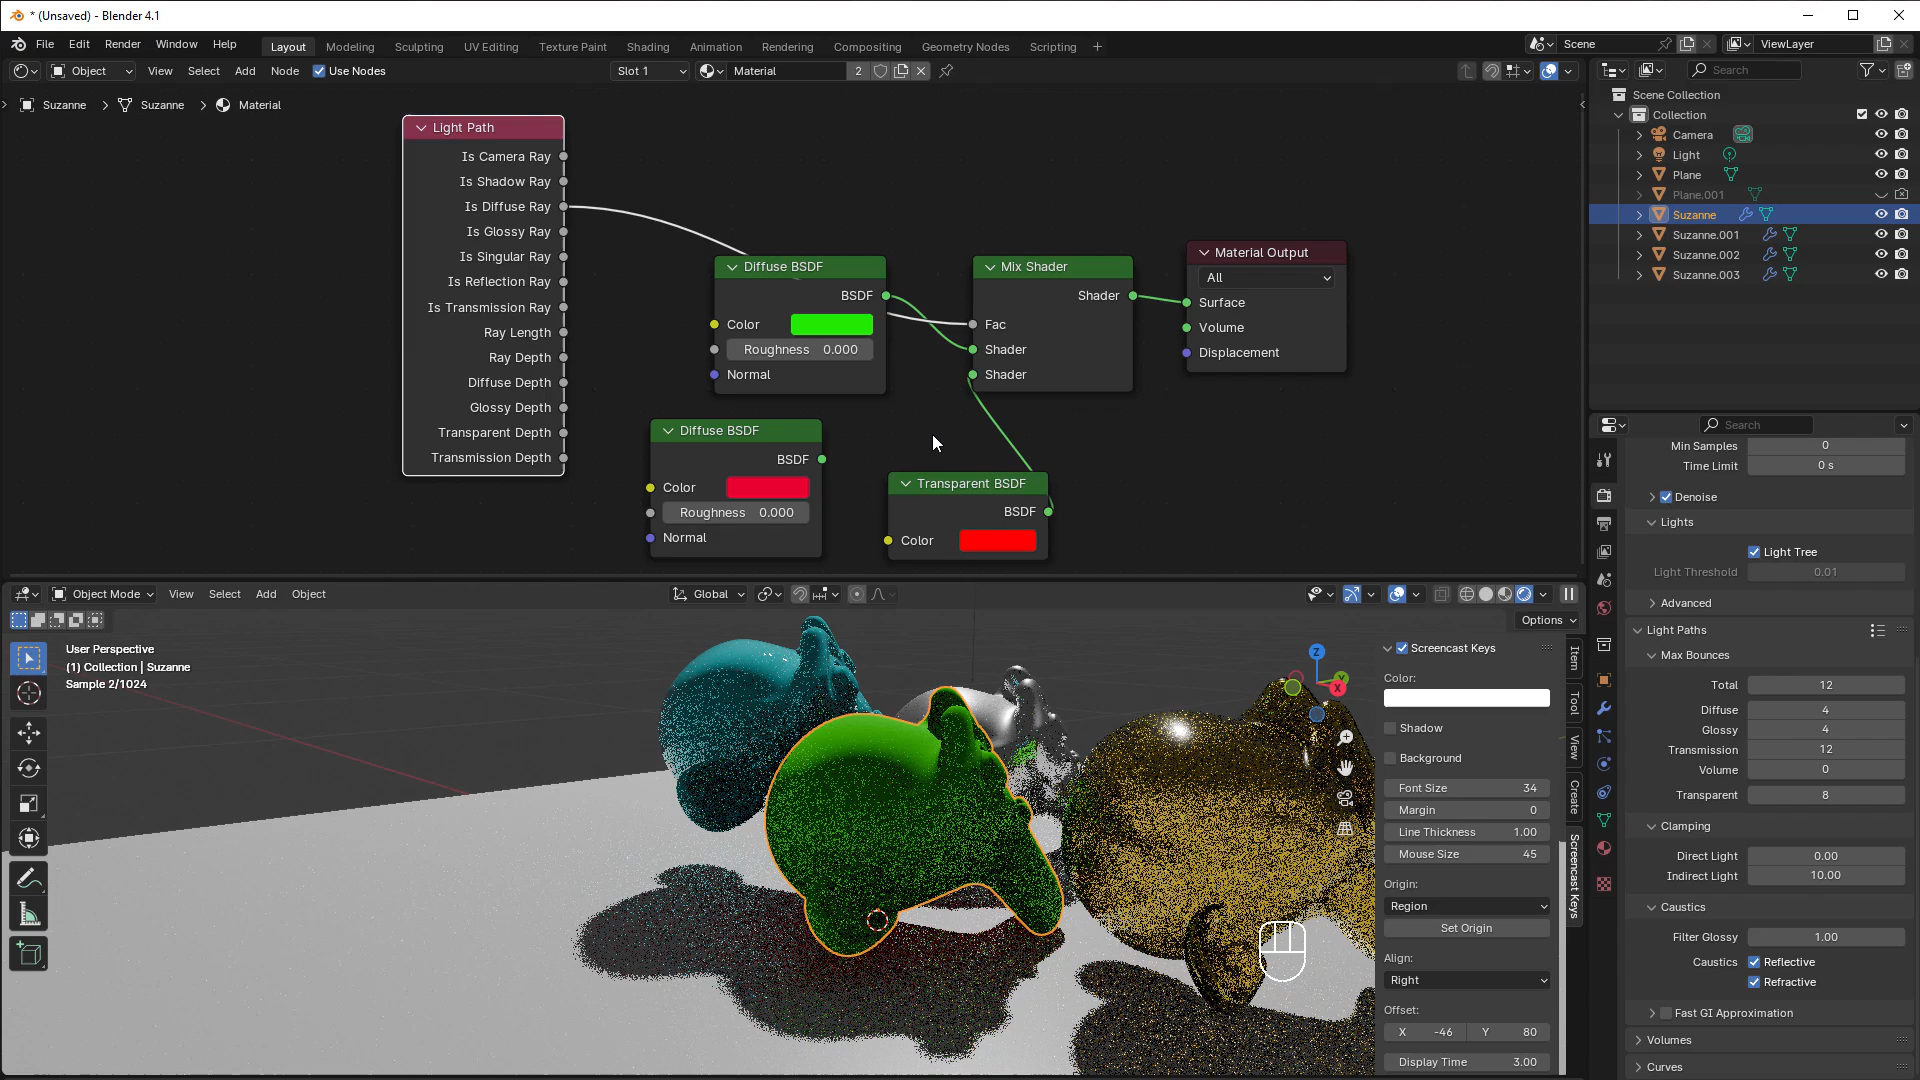 * (Unsaved) - Blender 4.1
File Edit Render Window Help Layout Modeling Sculpting UV Editing Texture Paint Shading Animation Rendering Compositing Geometry Nodes Scripting + Scene ViewLayer
Object View Select Add Node Use Nodes Slot 1 Material 2 Search
Suzanne > Suzanne > Material
Light Path
Is Camera Ray
Is Shadow Ray
Is Diffuse Ray
Is Glossy Ray
Is Singular Ray
Is Reflection Ray
Is Transmission Ray
Ray Length
Ray Depth
Diffuse Depth
Glossy Depth
Transparent Depth
Transmission Depth
Diffuse BSDF
BSDF
Color
Roughness 0.000
Normal
Diffuse BSDF
BSDF
Color
Roughness 0.000
Normal
Mix Shader
Shader
Fac
Shader
Shader
Transparent BSDF
BSDF
Color
Material Output
All
Surface
Volume
Displacement
Scene Collection
Collection
Camera
Light
Plane
Plane.001
Suzanne
Suzanne.001
Suzanne.002
Suzanne.003
Search
Min Samples 0
Time Limit 0 s
Denoise
Lights
Light Tree
Light Threshold 0.01
Advanced
Light Paths
Max Bounces
Total 12
Diffuse 4
Glossy 4
Transmission 12
Volume 0
Transparent 8
Clamping
Direct Light 0.00
Indirect Light 10.00
Caustics
Filter Glossy 1.00
Caustics Reflective
Refractive
Fast GI Approximation
Volumes
Curves
Object Mode View Select Add Object Global
Options
User Perspective
(1) Collection | Suzanne
Sample 2/1024
Z
Y
X
Screencast Keys
Color:
Shadow
Background
Font Size 34
Margin 0
Line Thickness 1.00
Mouse Size 45
Origin:
Region
Set Origin
Align:
Right
Offset:
X -46 Y 80
Display Time 3.00
Item
Tool
View
Create
Screencast Keys